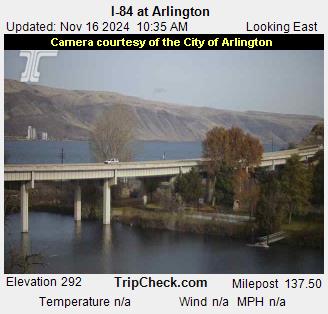 I-84 at Arlington
Updated: Nov 16 2024 10:35 AM Looking East
Camera courtesy of the City of Arlington
Elevation 292 TripCheck.com Milepost 137.50
Temperature n/a Wind n/a MPH n/a